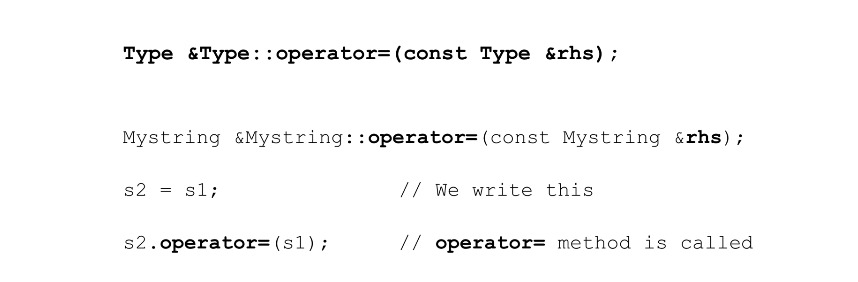 Type &Type::operator=(const Type &rhs);
Mystring &Mystring::operator=(const Mystring &rhs);
s2 = s1; // We write this
s2.operator=(s1); // operator= method is called